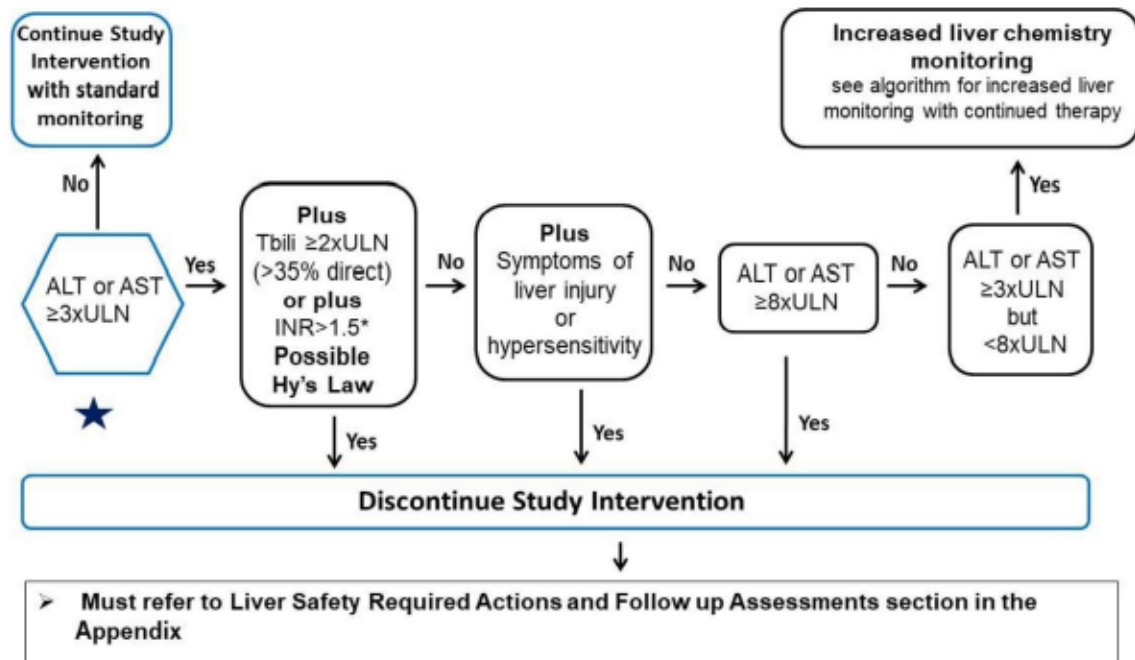 Continue Study
Intervention
with standard
monitoring
Increased liver chemistry
monitoring
see algorithm for increased liver
monitoring with continued therapy
No
Yes
ALT or AST
≥3xULN
Yes
Plus
Tbili ≥2xULN
(>35% direct)
or plus
INR>1.5*
Possible
Hy's Law
No
Plus
Symptoms of
liver injury
or
hypersensitivity
No
ALT or AST
≥8xULN
No
ALT or AST
≥3xULN
but
<8xULN
Yes
Yes
Yes
Discontinue Study Intervention
➢ Must refer to Liver Safety Required Actions and Follow up Assessments section in the
Appendix